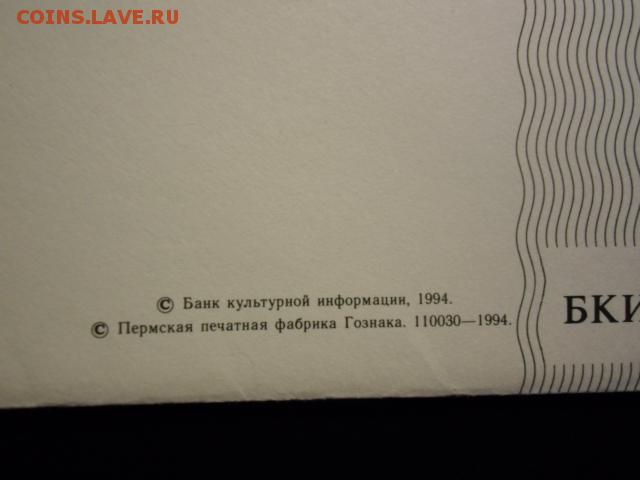 COINS.LAVE.RU
© Банк культурной информации, 1994.
© Пермская печатная фабрика Гознака. 110030—1994.
БКИ